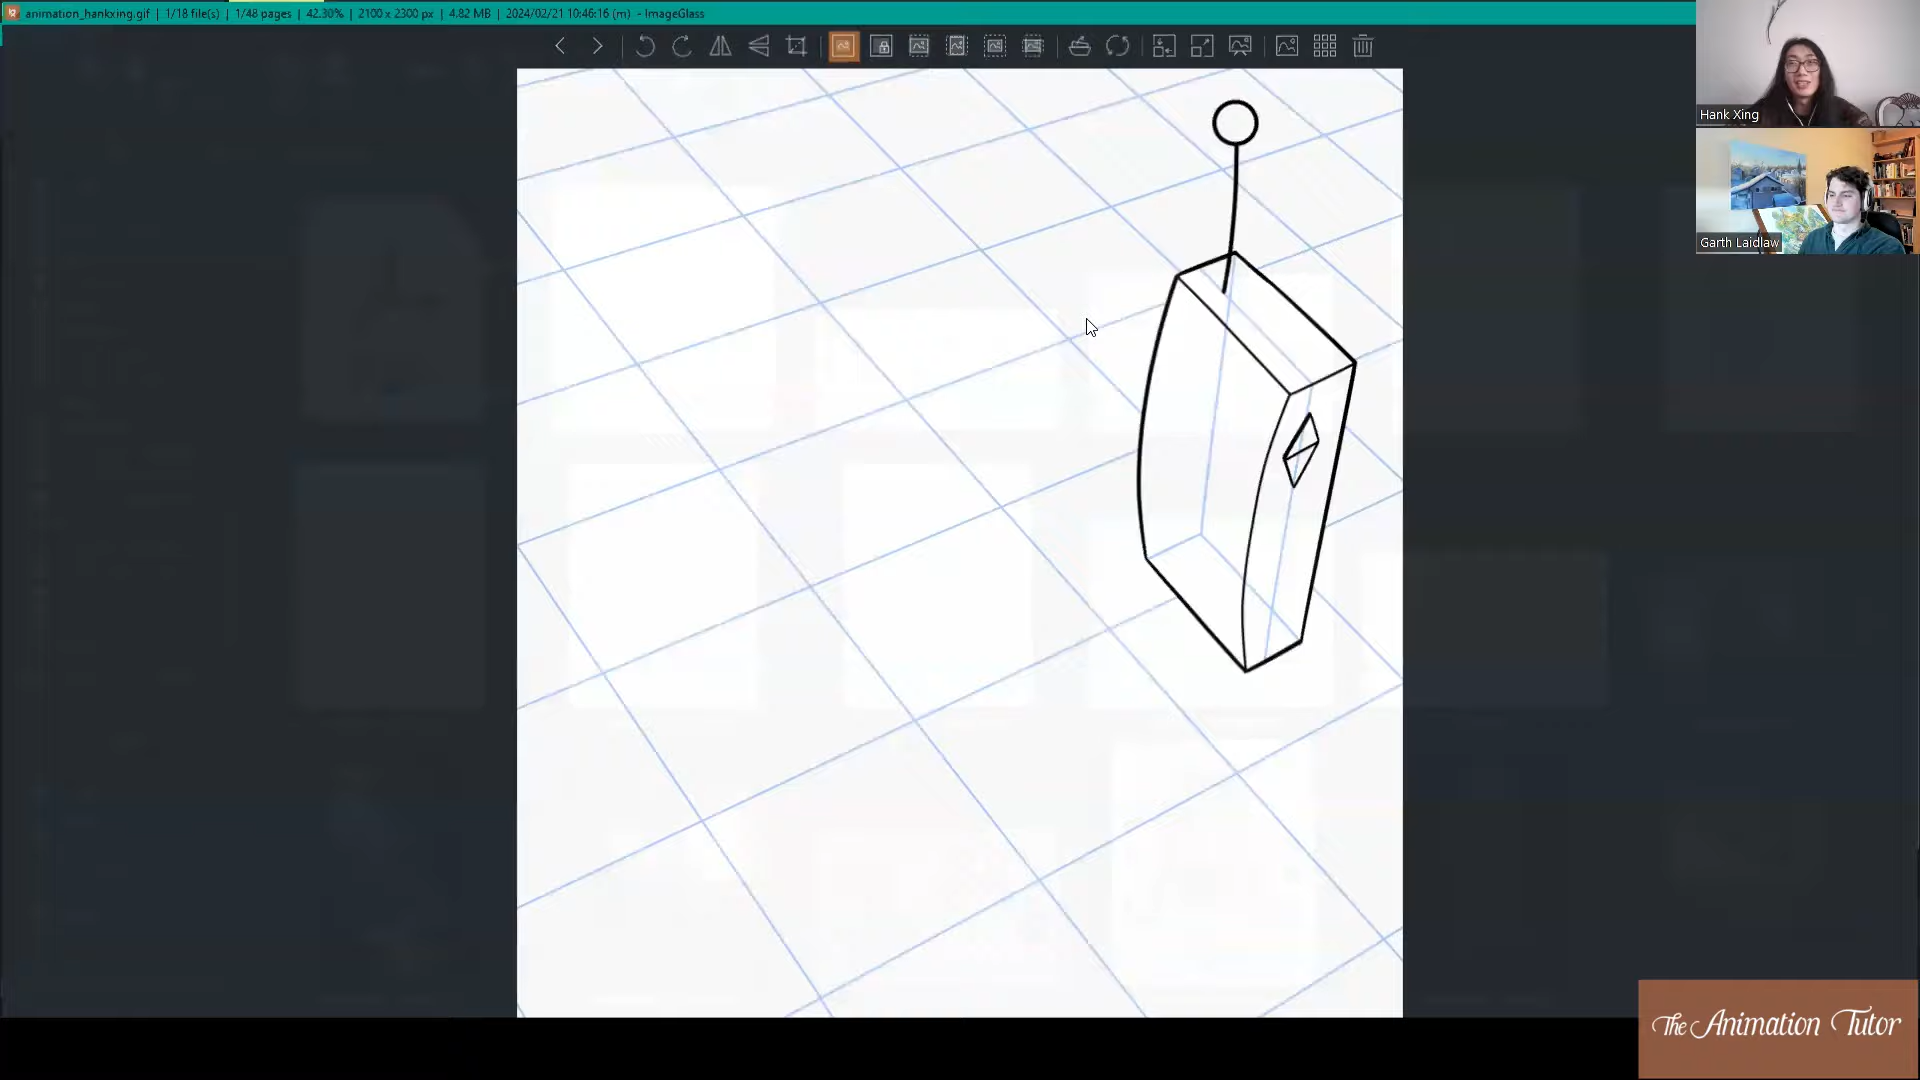 animation_hankxing.gif | 1/18 file(s) | 1/48 pages | 42.30% | 2100 x 2300 px | 4.82 MB | 2024/02/21 10:46:16 (m) - ImageGlass
Hank Xing
Garth Laidlaw
The Animation Tutor